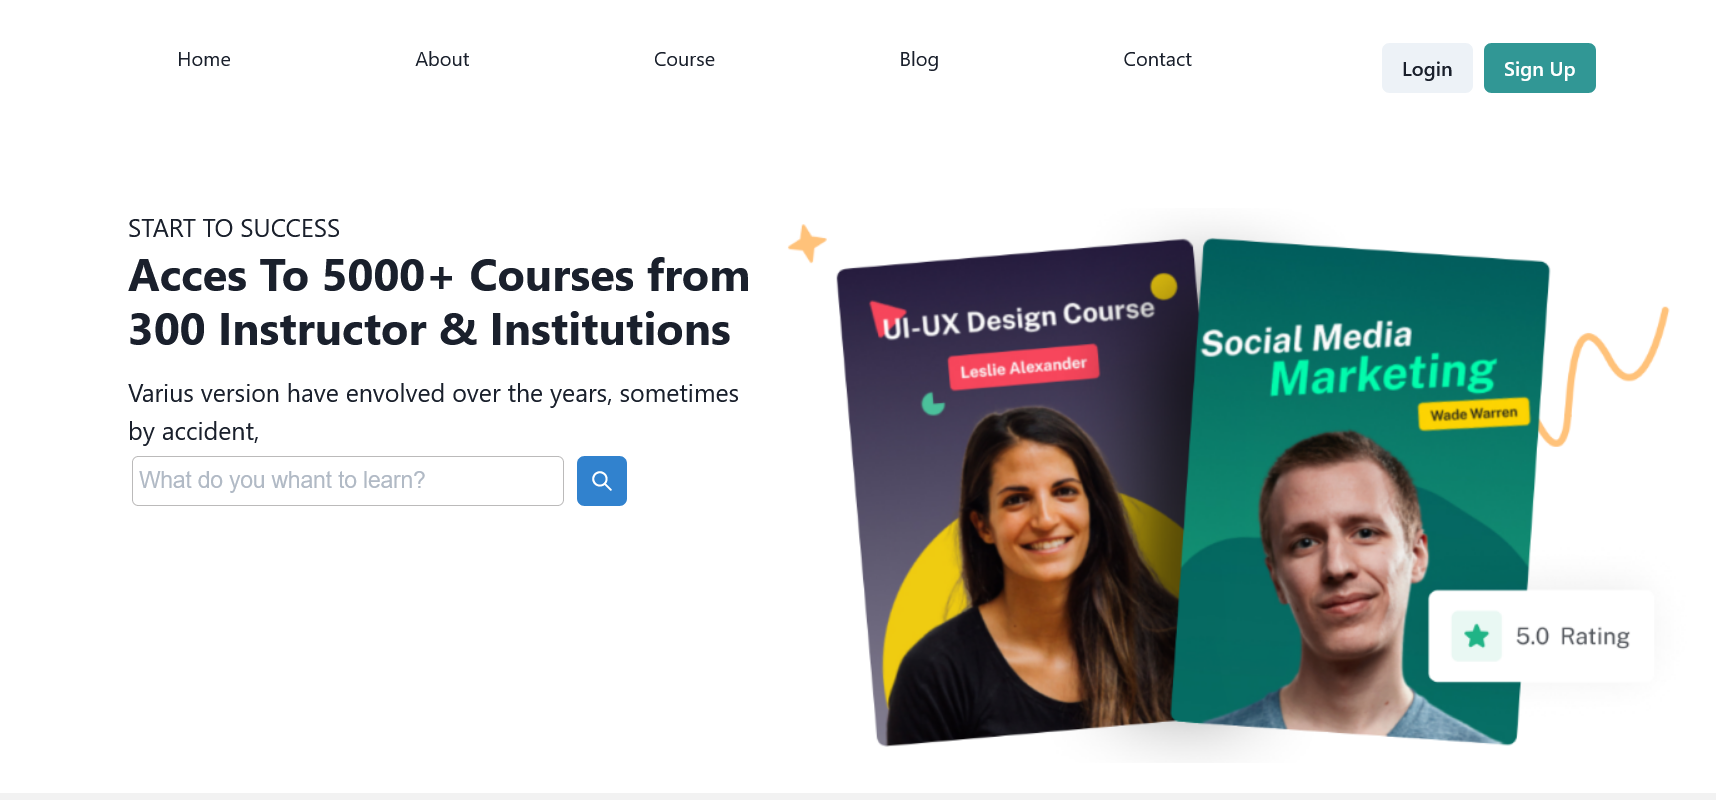 Home About Course Blog Contact Login Sign Up
START TO SUCCESS
Acces To 5000+ Courses from
300 Instructor & Institutions
Varius version have envolved over the years, sometimes
by accident,
What do you whant to learn?
UI-UX Design Course
Leslie Alexander
Social Media
Marketing
Wade Warren
5.0 Rating